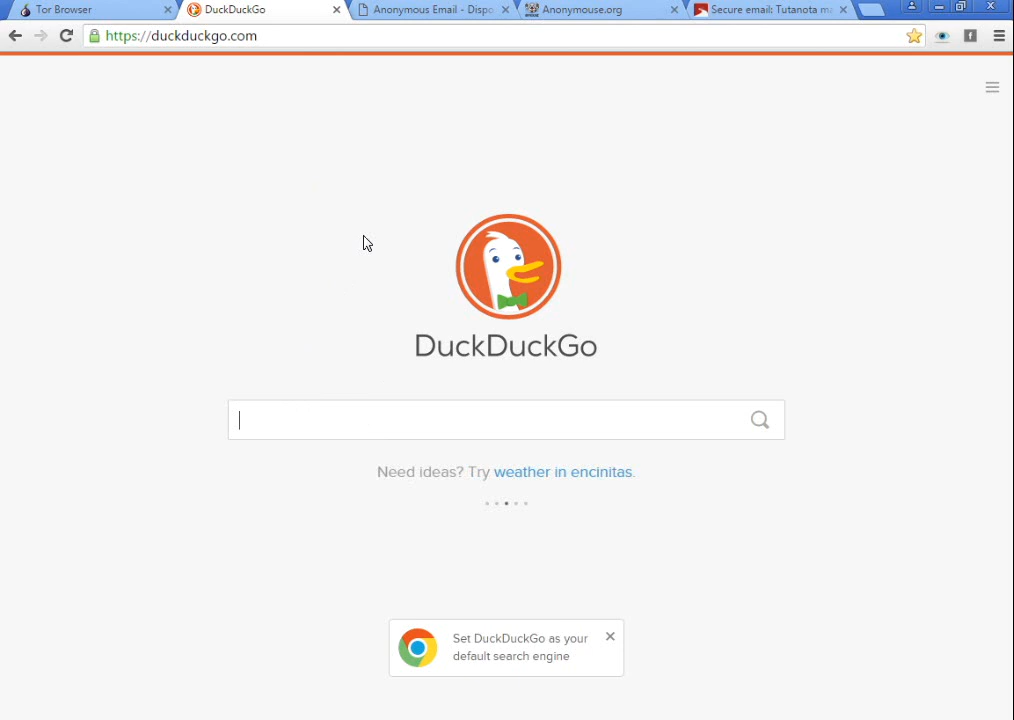 Tor Browser
DuckDuckGo
Anonymous Email - Dispo
Anonymouse.org
Secure email: Tutanota ma
https://duckduckgo.com
DuckDuckGo
Need ideas? Try weather in encinitas.
Set DuckDuckGo as your
default search engine